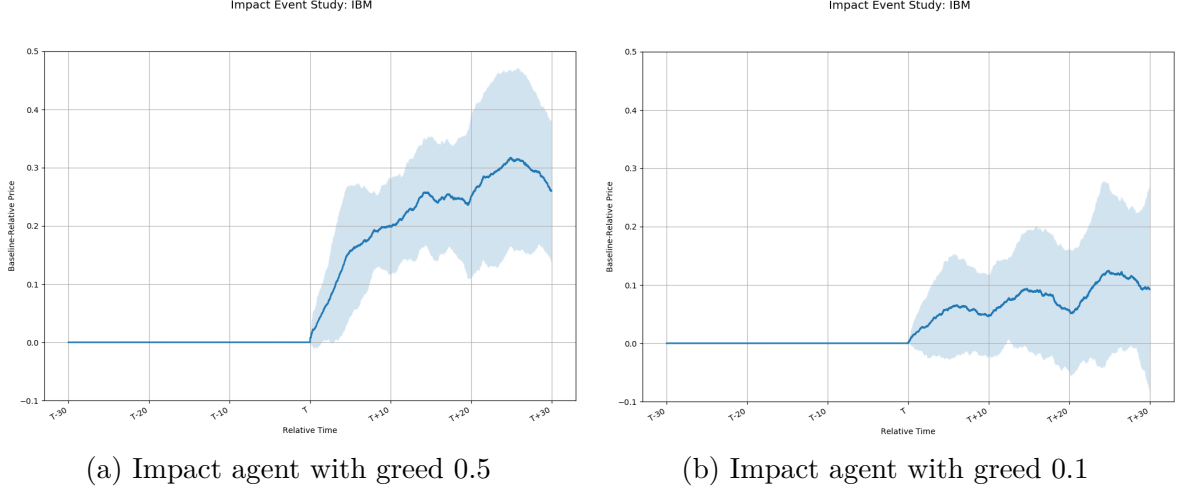 Impact Event Study: IBM
0.5
0.4
0.3
0.2
0.1
0.0
−0.1
Baseline-Relative Price
T-30
T-20
T-10
T
T+10
T+20
T+30
Relative Time
(a) Impact agent with greed 0.5
Impact Event Study: IBM
0.5
0.4
0.3
0.2
0.1
0.0
−0.1
Baseline-Relative Price
T-30
T-20
T-10
T
T+10
T+20
T+30
Relative Time
(b) Impact agent with greed 0.1